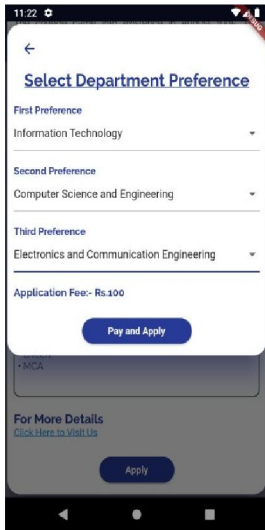 11:22
DEBUG
Select Department Preference
First Preference
Information Technology
Second Preference
Computer Science and Engineering
Third Preference
Electronics and Communication Engineering
Application Fee:- Rs.100
Pay and Apply
• MCA
For More Details
Click Here to Visit Us
Apply